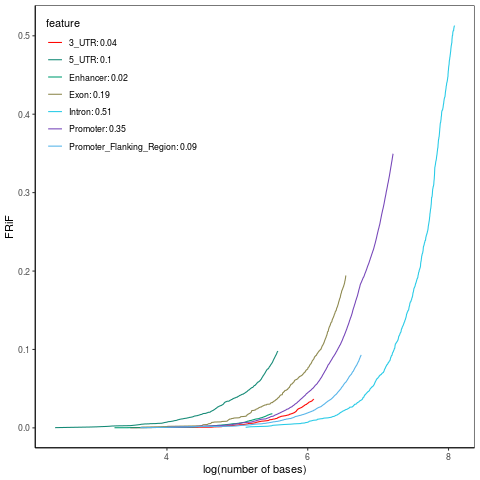 feature
3_UTR: 0.04
5_UTR: 0.1
Enhancer: 0.02
Exon: 0.19
Intron: 0.51
Promoter: 0.35
Promoter_Flanking_Region: 0.09
FRiF
0.5
0.4
0.3
0.2
0.1
0.0
4 6 8
log(number of bases)